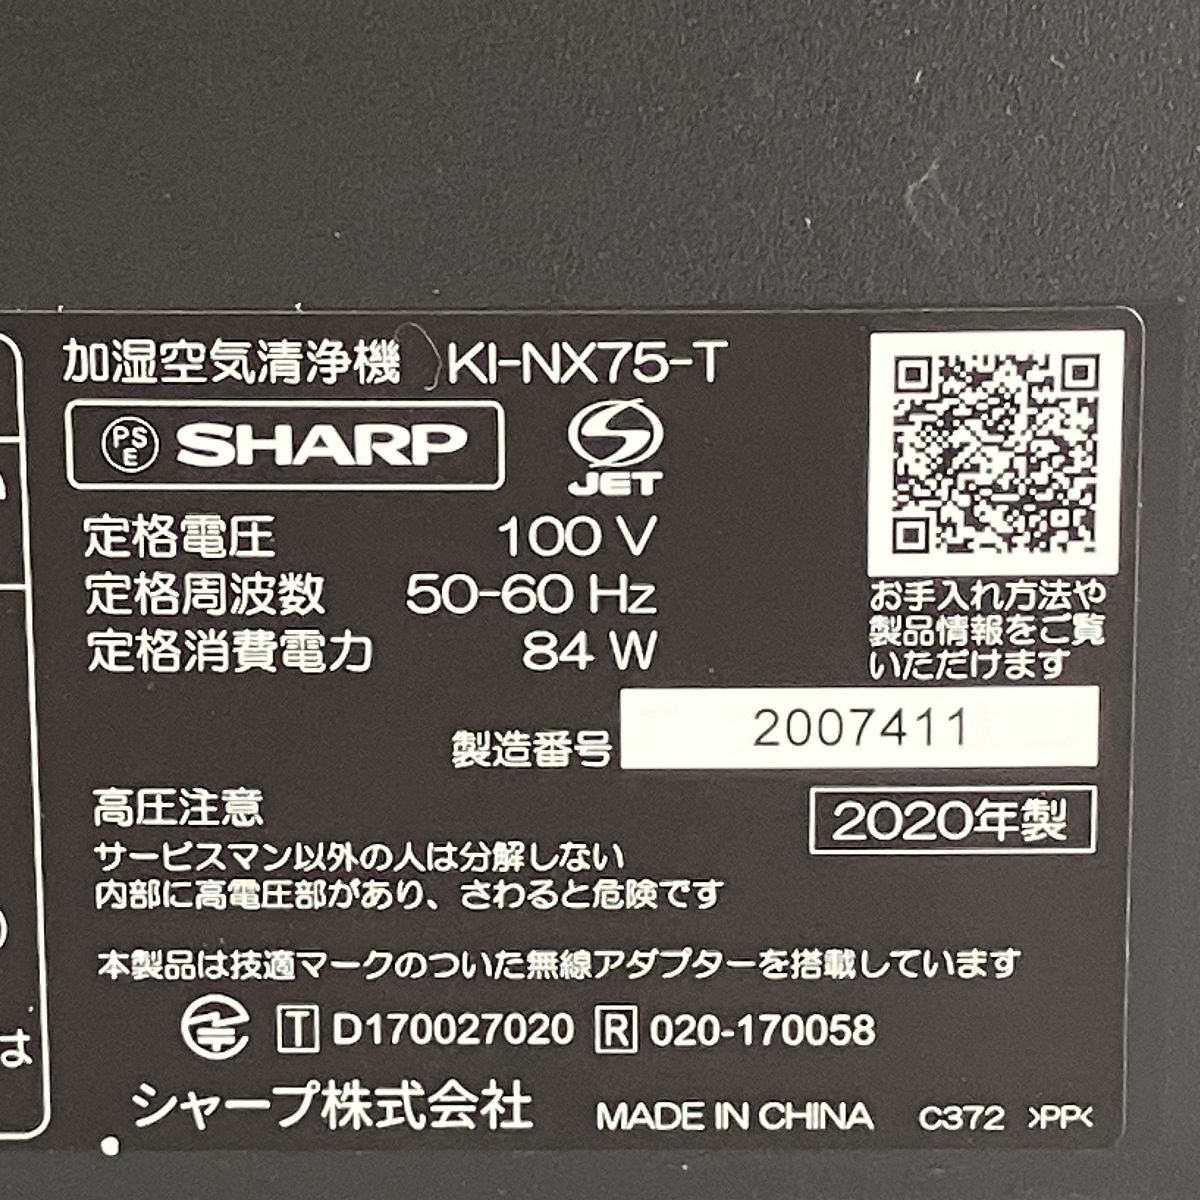 加湿空気清浄機 KI-NX75-T
PSE SHARP
JET
定格電圧 100 V
定格周波数 50-60 Hz
定格消費電力 84 W
お手入れ方法や
製品情報をご覧
いただけます
製造番号 2007411
2020年製
高圧注意
サービスマン以外の人は分解しない
内部に高電圧部があり、さわると危険です
本製品は技適マークのついた無線アダプターを搭載しています
T D170027020 R 020-170058
は
シャープ株式会社 MADE IN CHINA C372 >PP<